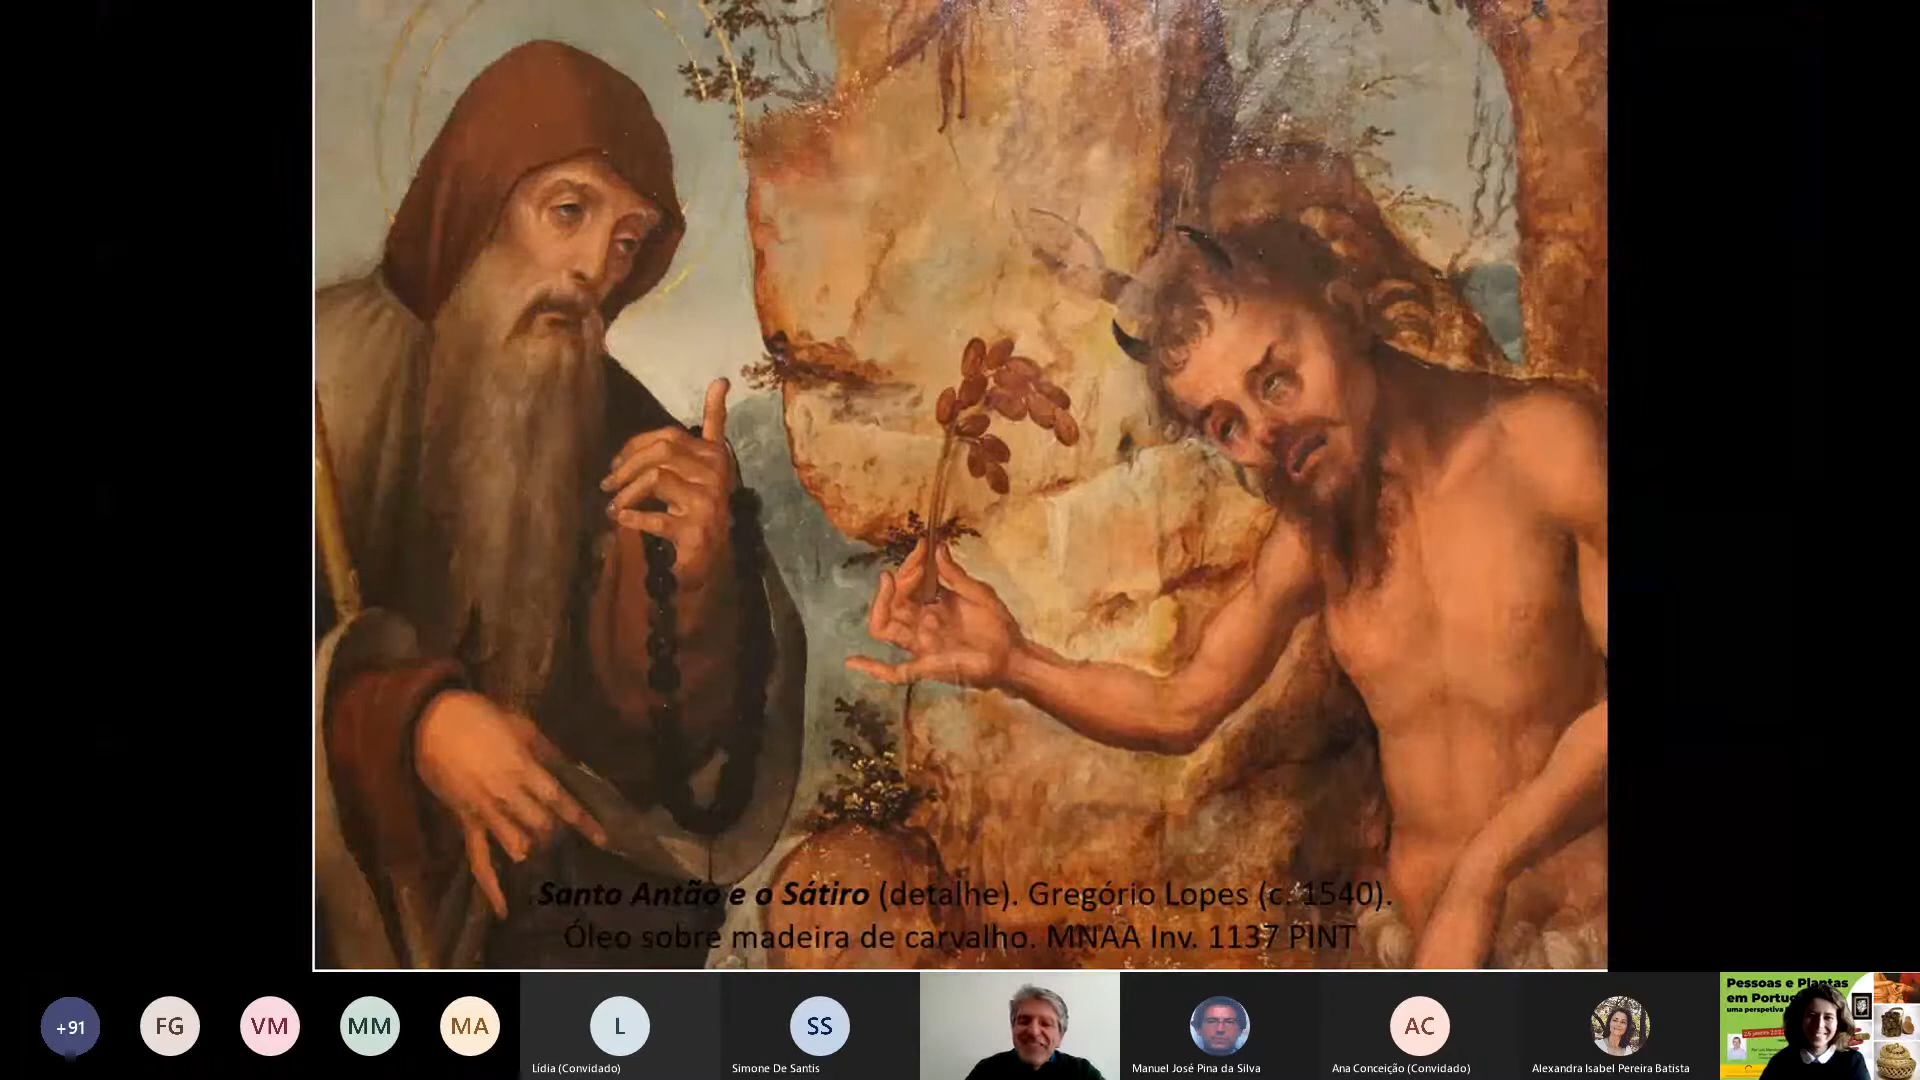 Santo Antão e o Sátiro (detalhe). Gregório Lopes (c. 1540).
Óleo sobre madeira de carvalho. MNAA Inv. 1137 PINT
+91
FG
VM
MM
MA
L
Lídia (Convidado)
SS
Simone De Santis
Manuel José Pina da Silva
AC
Ana Conceição (Convidado)
Alexandra Isabel Pereira Batista
Pessoas e Plantas
em Portu
uma perspetiva